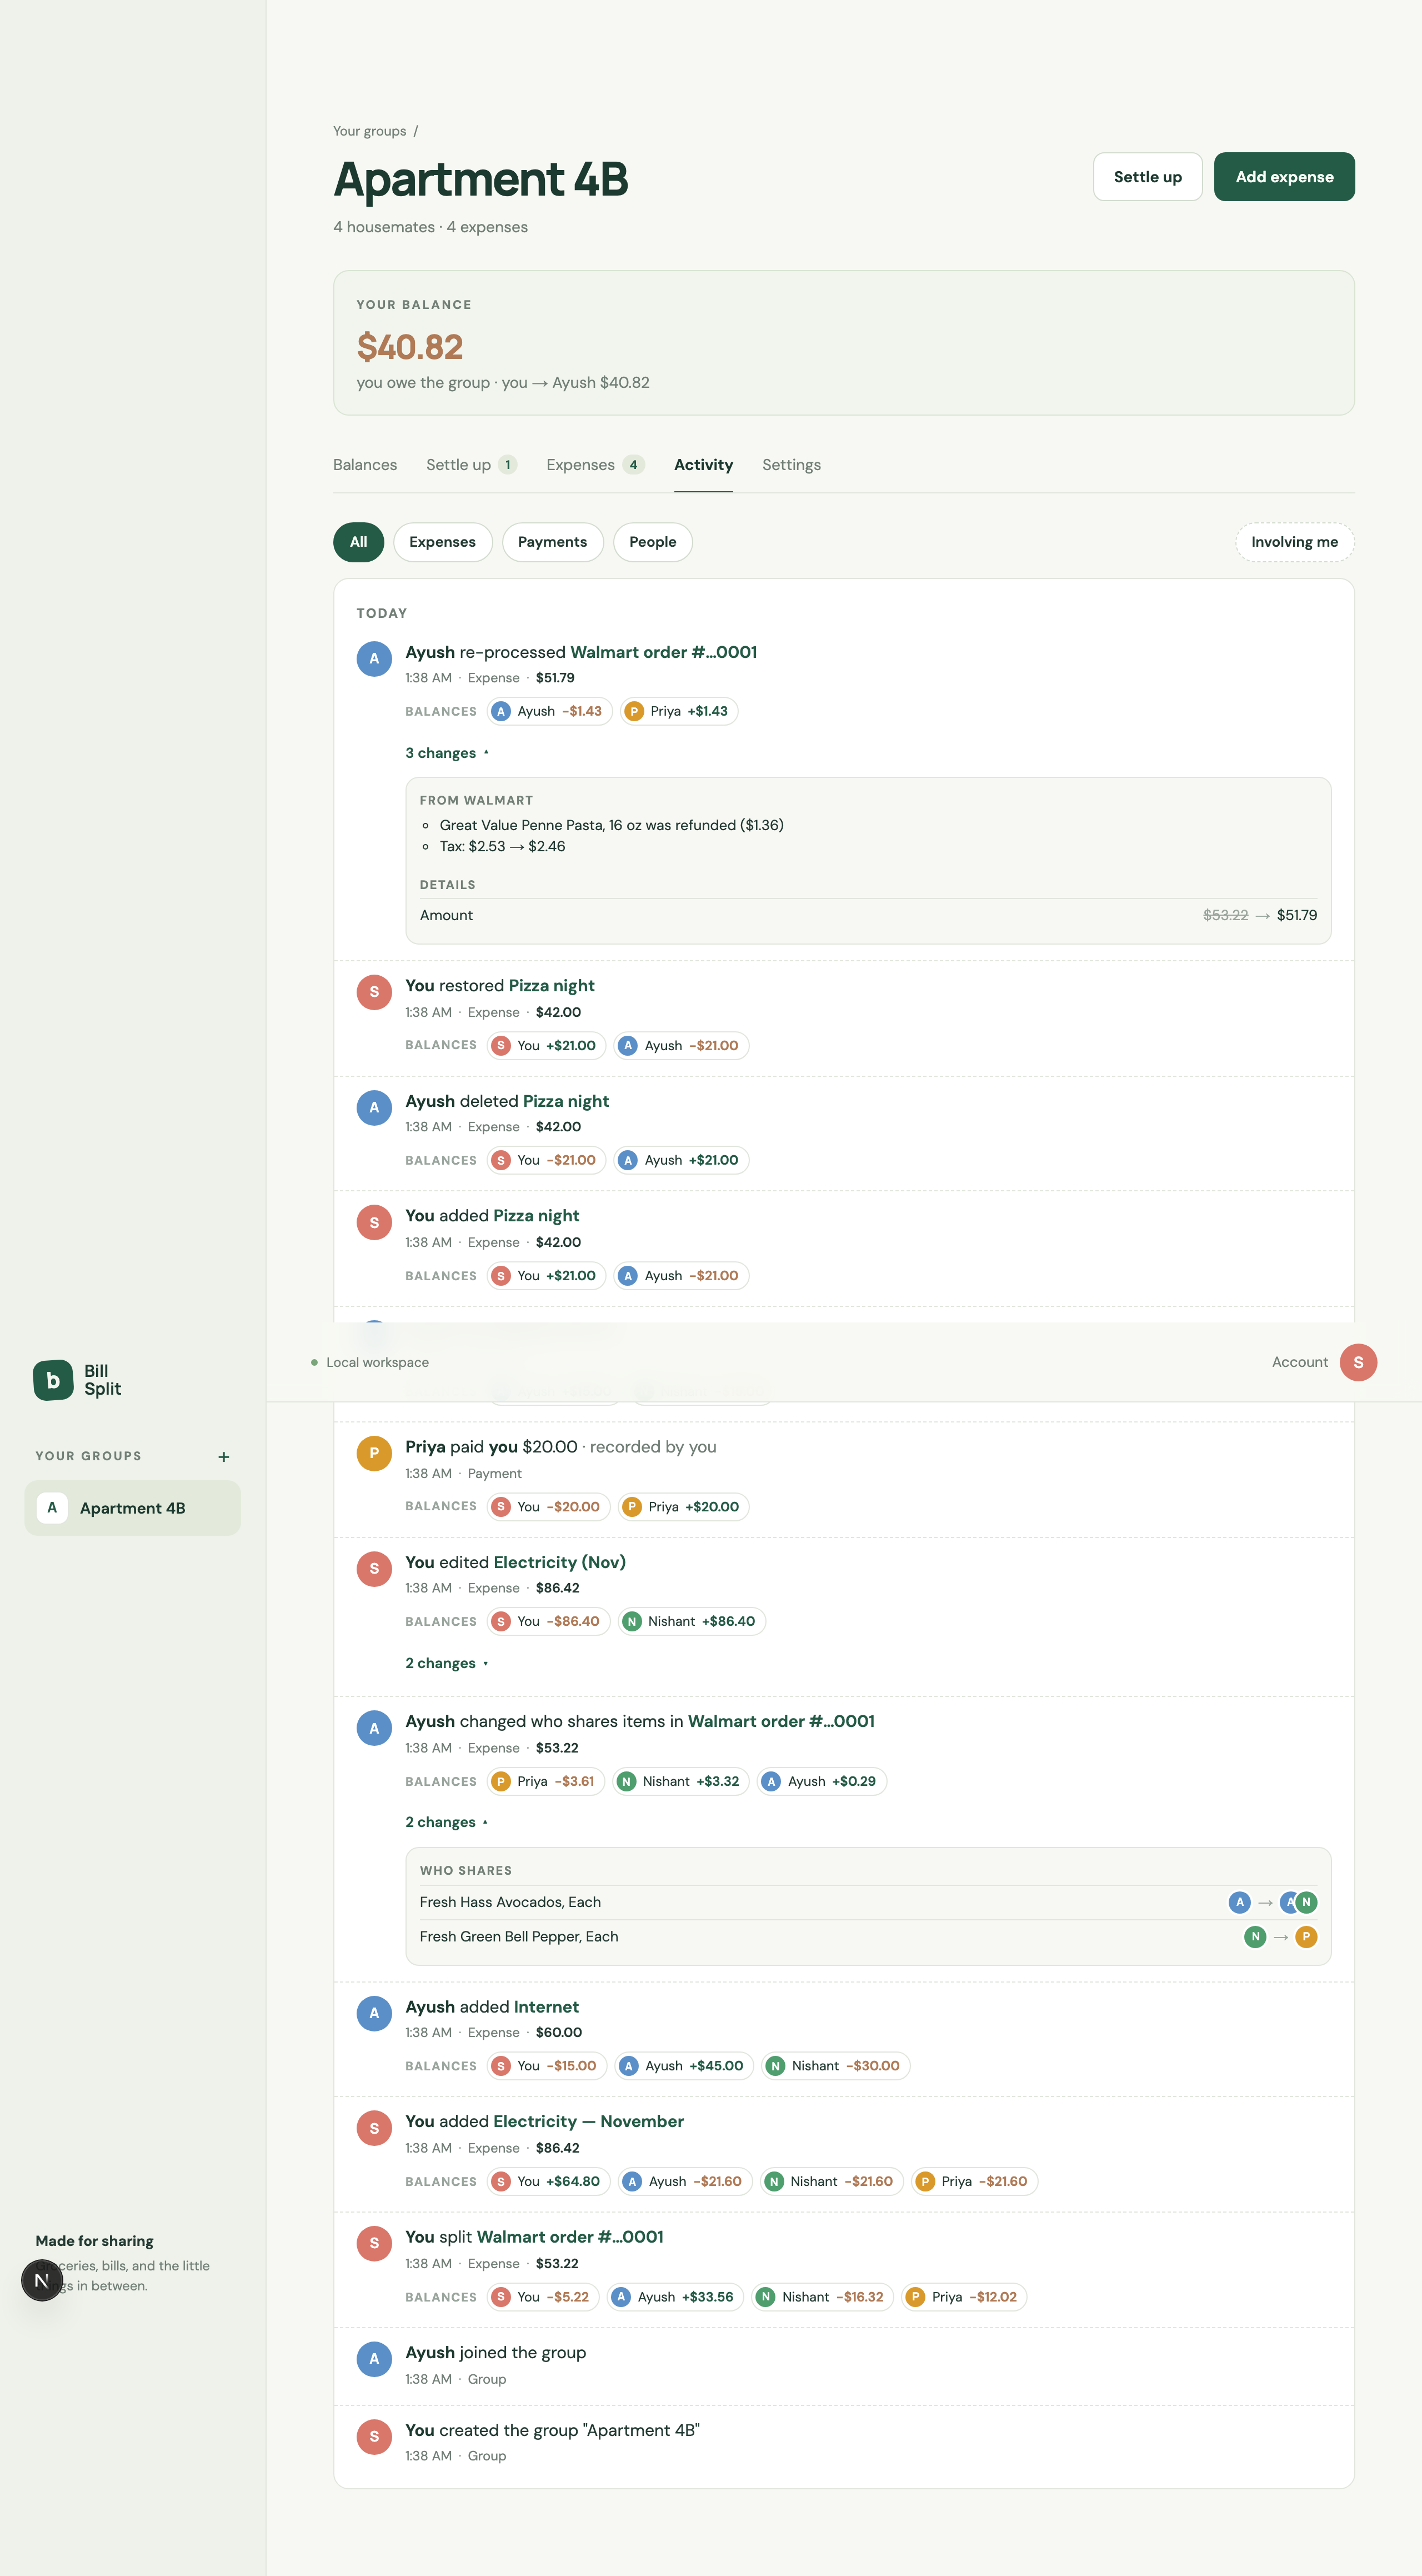 Your groups /
Apartment 4B
Settle up
Add expense
4 housemates · 4 expenses
YOUR BALANCE
$40.82
you owe the group · you → Ayush $40.82
Balances
Settle up 1
Expenses 4
Activity
Settings
All
Expenses
Payments
People
Involving me
TODAY
A
Ayush re-processed Walmart order #…0001
1:38 AM · Expense · $51.79
BALANCES A Ayush -$1.43 P Priya +$1.43
3 changes
FROM WALMART
Great Value Penne Pasta, 16 oz was refunded ($1.36)
Tax: $2.53 → $2.46
DETAILS
Amount $53.22 → $51.79
S
You restored Pizza night
1:38 AM · Expense · $42.00
BALANCES S You +$21.00 A Ayush -$21.00
A
Ayush deleted Pizza night
1:38 AM · Expense · $42.00
BALANCES S You -$21.00 A Ayush +$21.00
S
You added Pizza night
1:38 AM · Expense · $42.00
BALANCES S You +$21.00 A Ayush -$21.00
b
Bill
Split
Local workspace
Account S
YOUR GROUPS +
A Apartment 4B
P
Priya paid you $20.00 · recorded by you
1:38 AM · Payment
BALANCES S You -$20.00 P Priya +$20.00
S
You edited Electricity (Nov)
1:38 AM · Expense · $86.42
BALANCES S You -$86.40 N Nishant +$86.40
2 changes
A
Ayush changed who shares items in Walmart order #…0001
1:38 AM · Expense · $53.22
BALANCES P Priya -$3.61 N Nishant +$3.32 A Ayush +$0.29
2 changes
WHO SHARES
Fresh Hass Avocados, Each A → A N
Fresh Green Bell Pepper, Each N → P
A
Ayush added Internet
1:38 AM · Expense · $60.00
BALANCES S You -$15.00 A Ayush +$45.00 N Nishant -$30.00
S
You added Electricity — November
1:38 AM · Expense · $86.42
BALANCES S You +$64.80 A Ayush -$21.60 N Nishant -$21.60 P Priya -$21.60
S
You split Walmart order #…0001
1:38 AM · Expense · $53.22
BALANCES S You -$5.22 A Ayush +$33.56 N Nishant -$16.32 P Priya -$12.02
Made for sharing
ceries, bills, and the little
gs in between.
N
A
Ayush joined the group
1:38 AM · Group
S
You created the group "Apartment 4B"
1:38 AM · Group